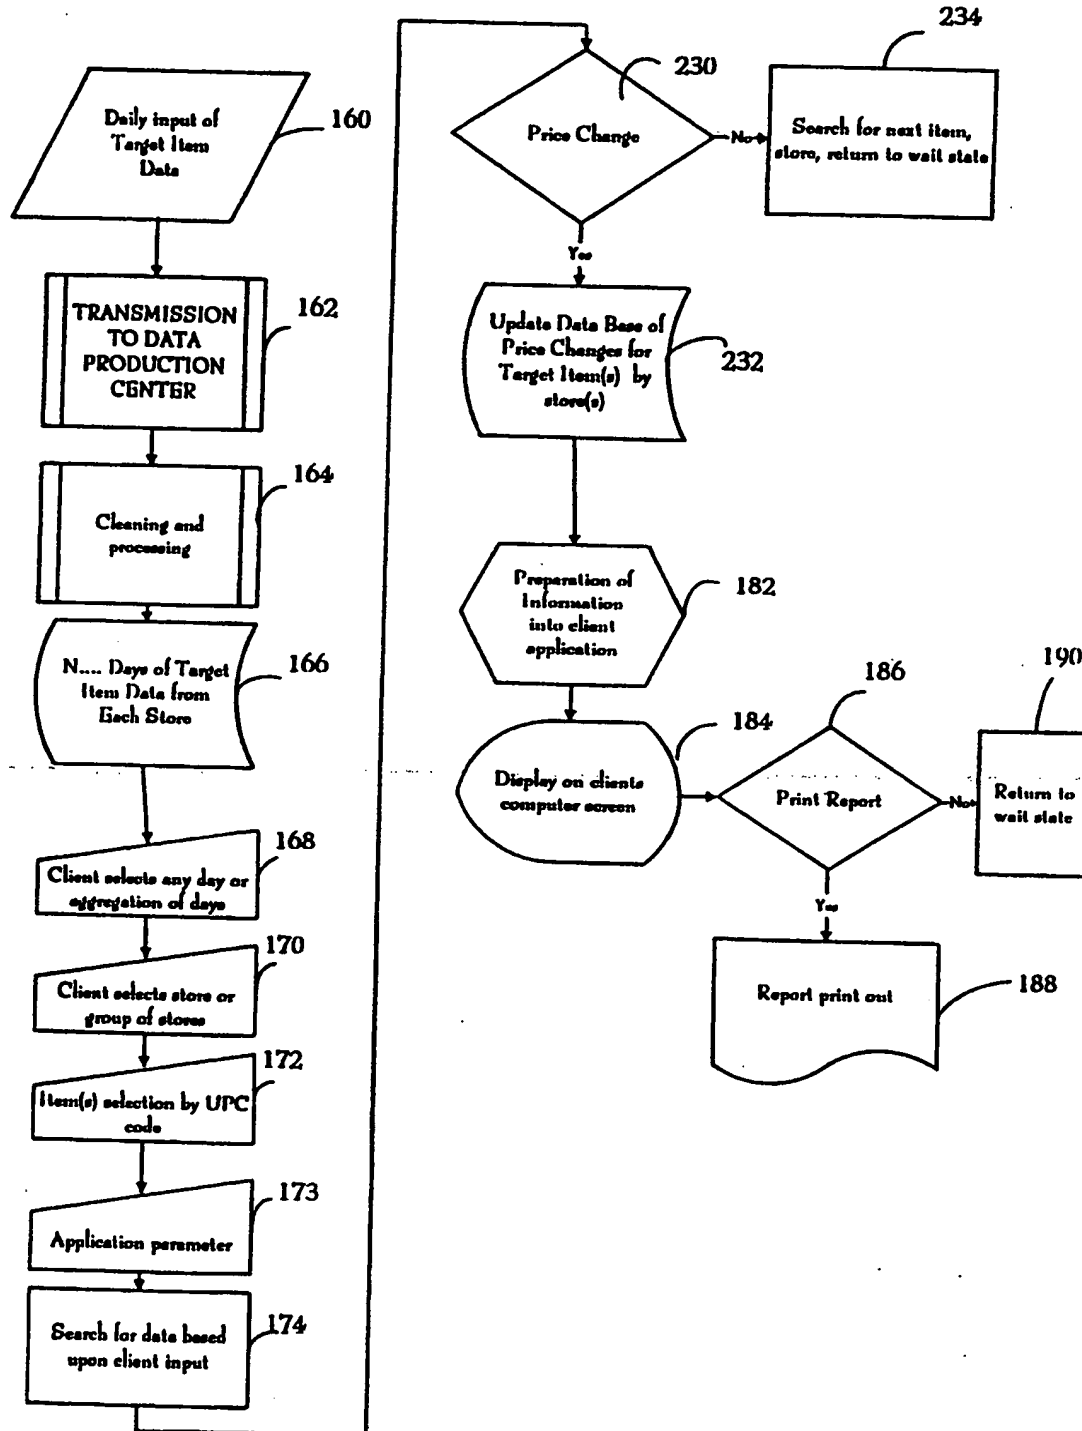 Daily input of
Target Item
Data
160
TRANSMISSION
TO DATA
PRODUCTION
CENTER
162
Cleaning and
processing
164
N.... Days of Target
Item Data from
Each Store
166
Client selects any day or
aggregation of days
168
Client selects store or
group of stores
170
Item(s) selection by UPC
code
172
Application parameter
173
Search for data based
upon client input
174
Price Change
230
No
Search for next item,
store, return to wait state
234
Yes
Update Data Base of
Price Changes for
Target Item(s) by
store(s)
232
Preparation of
Information
into client
application
182
Display on clients
computer screen
184
Print Report
186
No
Return to
wait state
190
Yes
Report print out
188